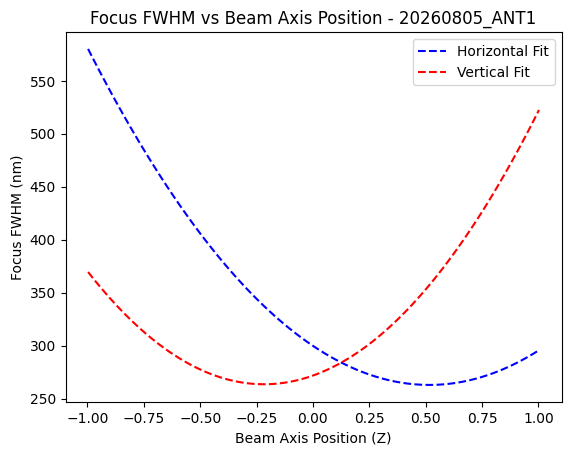 Focus FWHM vs Beam Axis Position - 20260805_ANT1
Horizontal Fit
Vertical Fit
Focus FWHM (nm)
550
500
450
400
350
300
250
−1.00 −0.75 −0.50 −0.25 0.00 0.25 0.50 0.75 1.00
Beam Axis Position (Z)